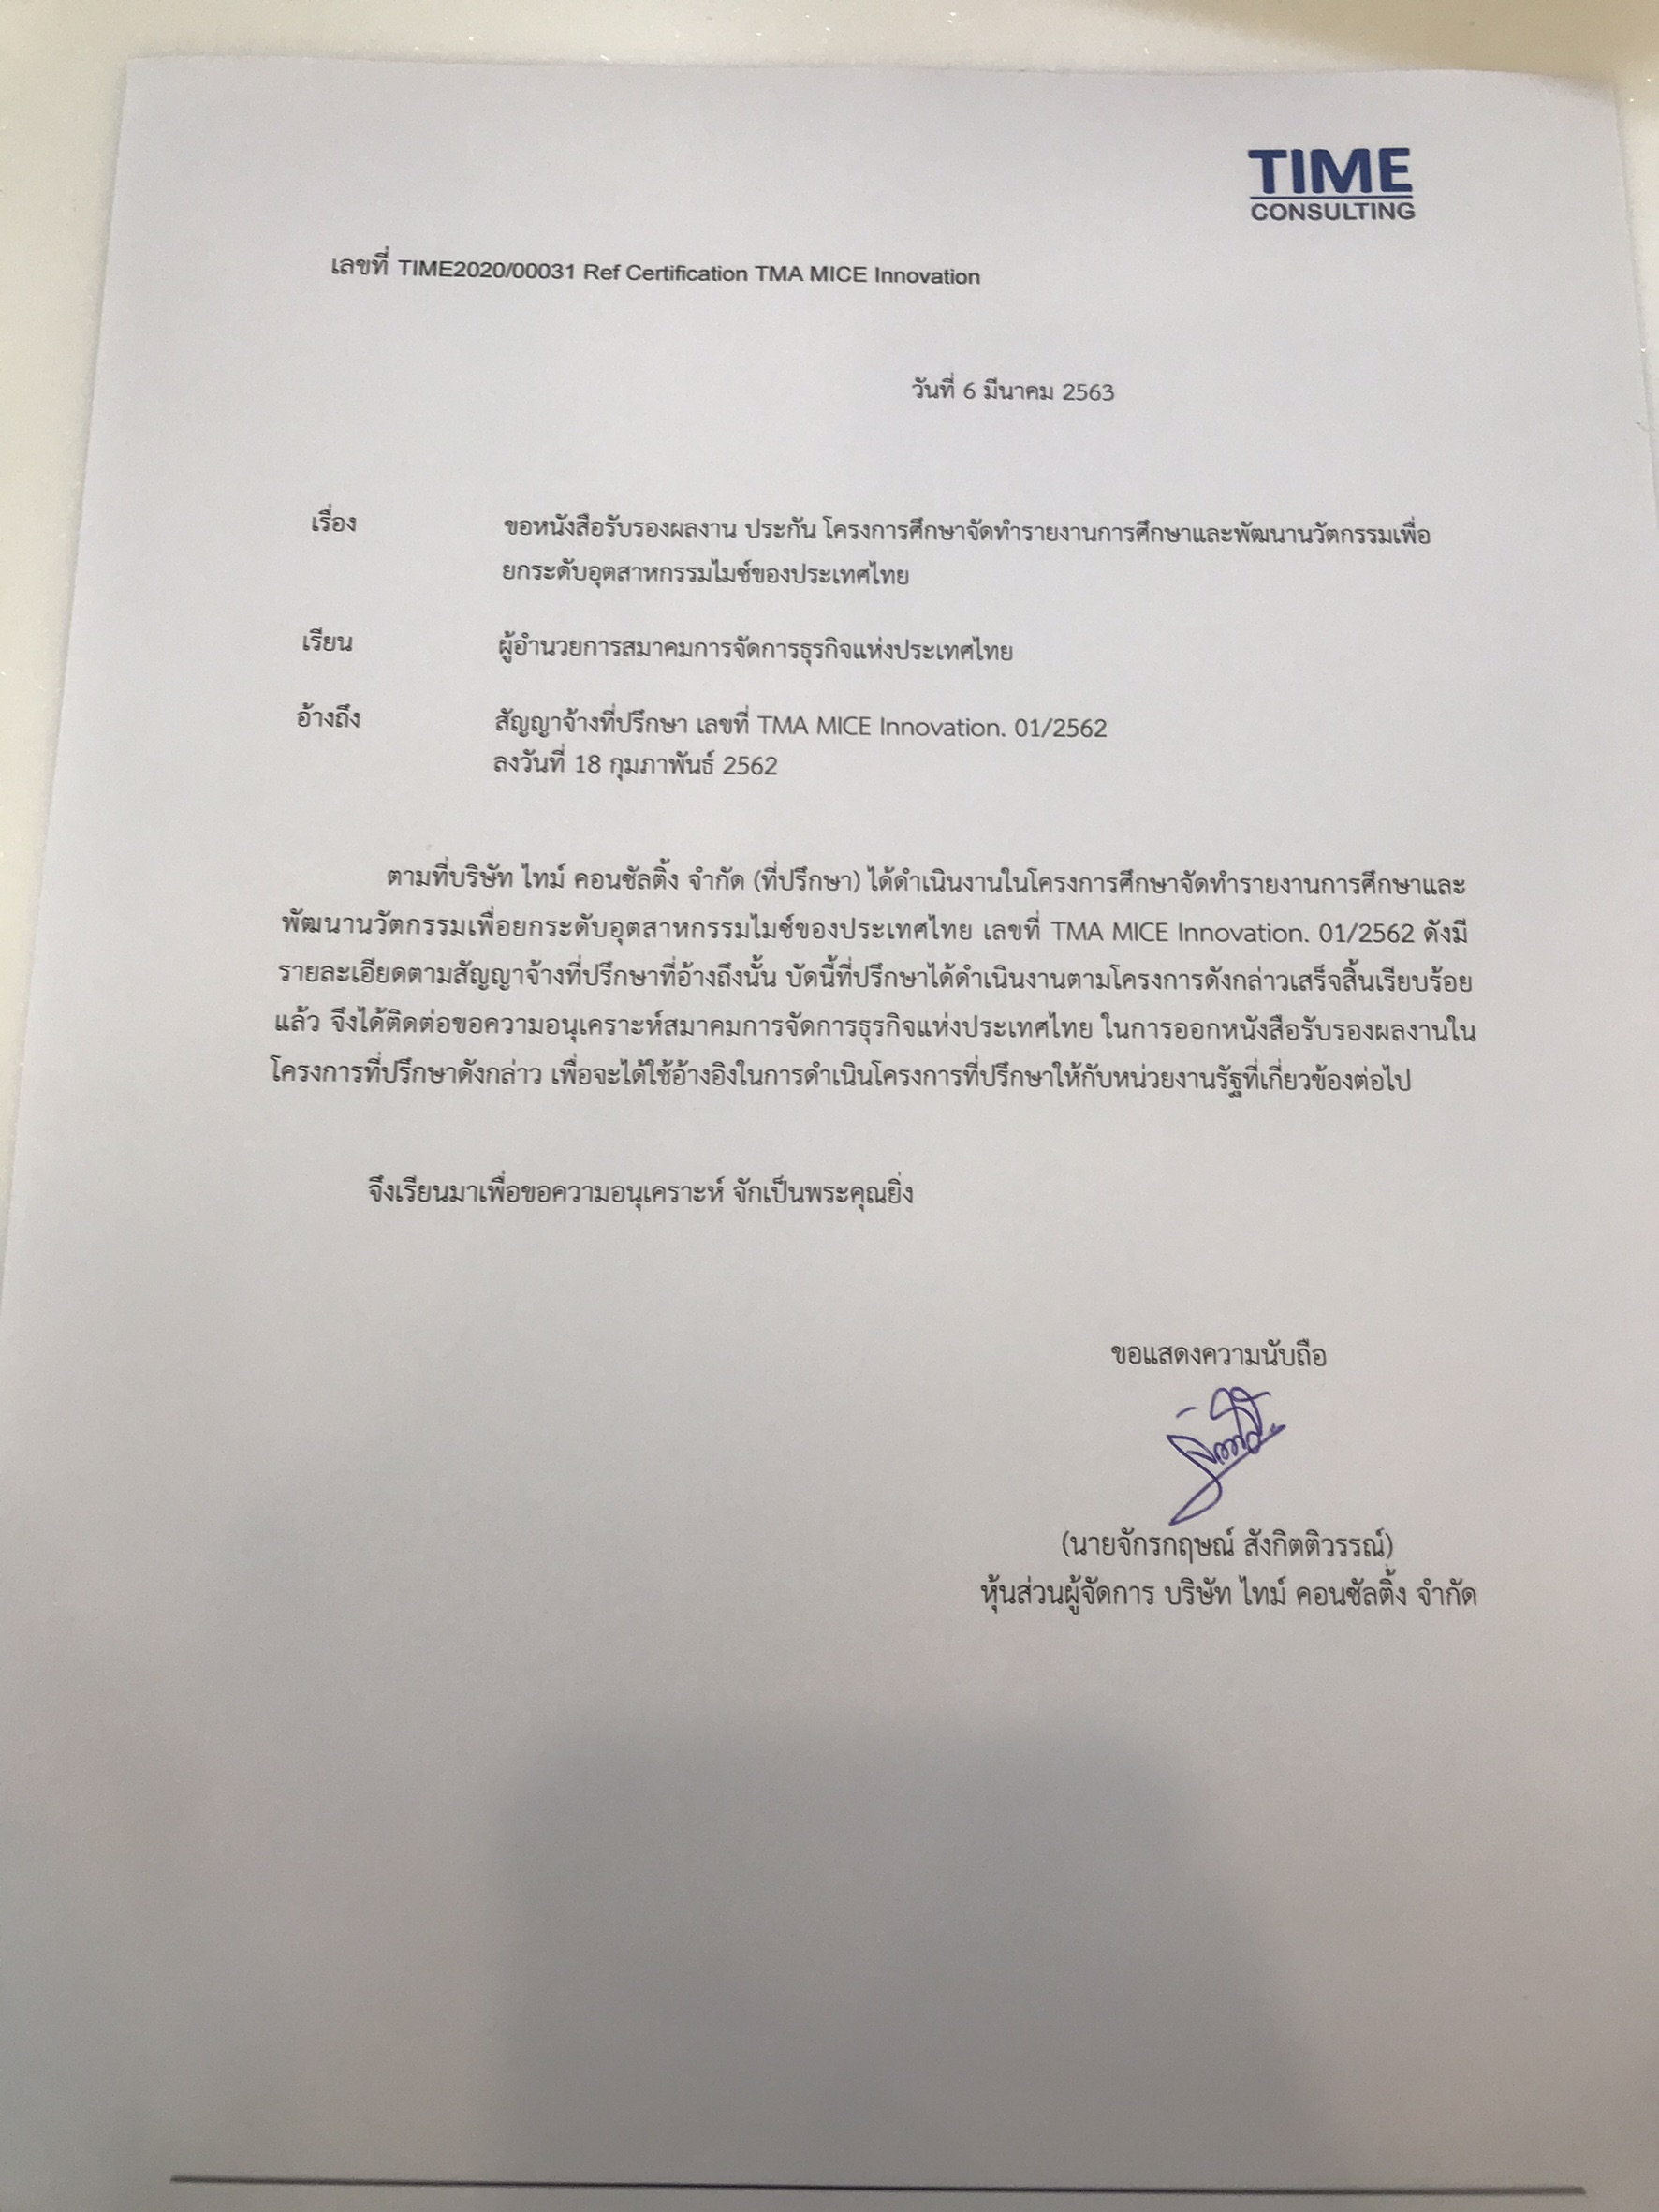 TIME
CONSULTING
เลขที่ TIME2020/00031 Ref Certification TMA MICE Innovation
วันที่ 6 มีนาคม 2563
เรื่อง ขอหนังสือรับรองผลงาน ประกัน โครงการศึกษาจัดทำรายงานการศึกษาและพัฒนานวัตกรรมเพื่อ
ยกระดับอุตสาหกรรมไมซ์ของประเทศไทย
เรียน ผู้อำนวยการสมาคมการจัดการธุรกิจแห่งประเทศไทย
อ้างถึง สัญญาจ้างที่ปรึกษา เลขที่ TMA MICE Innovation. 01/2562
ลงวันที่ 18 กุมภาพันธ์ 2562
ตามที่บริษัท ไทม์ คอนซัลติ้ง จำกัด (ที่ปรึกษา) ได้ดำเนินงานในโครงการศึกษาจัดทำรายงานการศึกษาและ
พัฒนานวัตกรรมเพื่อยกระดับอุตสาหกรรมไมซ์ของประเทศไทย เลขที่ TMA MICE Innovation. 01/2562 ดังมี
รายละเอียดตามสัญญาจ้างที่ปรึกษาที่อ้างถึงนั้น บัดนี้ที่ปรึกษาได้ดำเนินงานตามโครงการดังกล่าวเสร็จสิ้นเรียบร้อย
แล้ว จึงได้ติดต่อขอความอนุเคราะห์สมาคมการจัดการธุรกิจแห่งประเทศไทย ในการออกหนังสือรับรองผลงานใน
โครงการที่ปรึกษาดังกล่าว เพื่อจะได้ใช้อ้างอิงในการดำเนินโครงการที่ปรึกษาให้กับหน่วยงานรัฐที่เกี่ยวข้องต่อไป
จึงเรียนมาเพื่อขอความอนุเคราะห์ จักเป็นพระคุณยิ่ง
ขอแสดงความนับถือ
(นายจักรกฤษณ์ สังกิตติวรรณ์)
หุ้นส่วนผู้จัดการ บริษัท ไทม์ คอนซัลติ้ง จำกัด